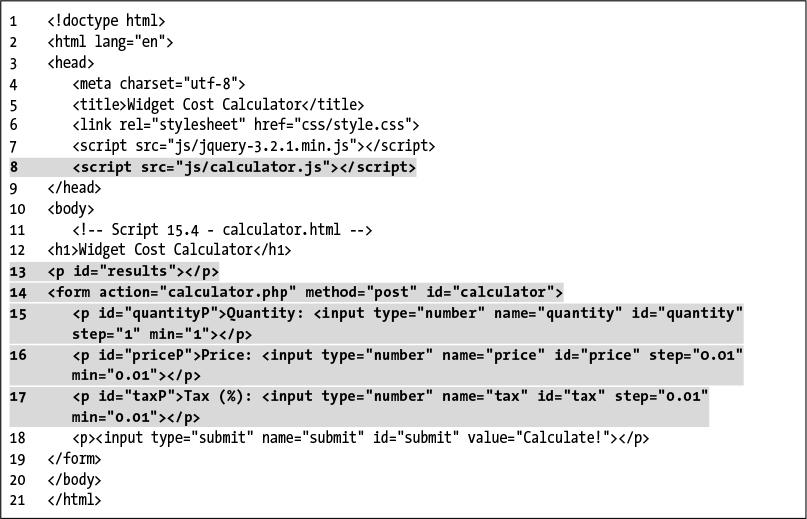 1 <!doctype html>
2 <html lang="en">
3 <head>
4 <meta charset="utf-8">
5 <title>Widget Cost Calculator</title>
6 <link rel="stylesheet" href="css/style.css">
7 <script src="js/jquery-3.2.1.min.js"></script>
8 <script src="js/calculator.js"></script>
9 </head>
10 <body>
11 <!-- Script 15.4 - calculator.html -->
12 <h1>Widget Cost Calculator</h1>
13 <p id="results"></p>
14 <form action="calculator.php" method="post" id="calculator">
15 <p id="quantityP">Quantity: <input type="number" name="quantity" id="quantity"
step="1" min="1"></p>
16 <p id="priceP">Price: <input type="number" name="price" id="price" step="0.01"
min="0.01"></p>
17 <p id="taxP">Tax (%): <input type="number" name="tax" id="tax" step="0.01"
min="0.01"></p>
18 <p><input type="submit" name="submit" id="submit" value="Calculate!"></p>
19 </form>
20 </body>
21 </html>